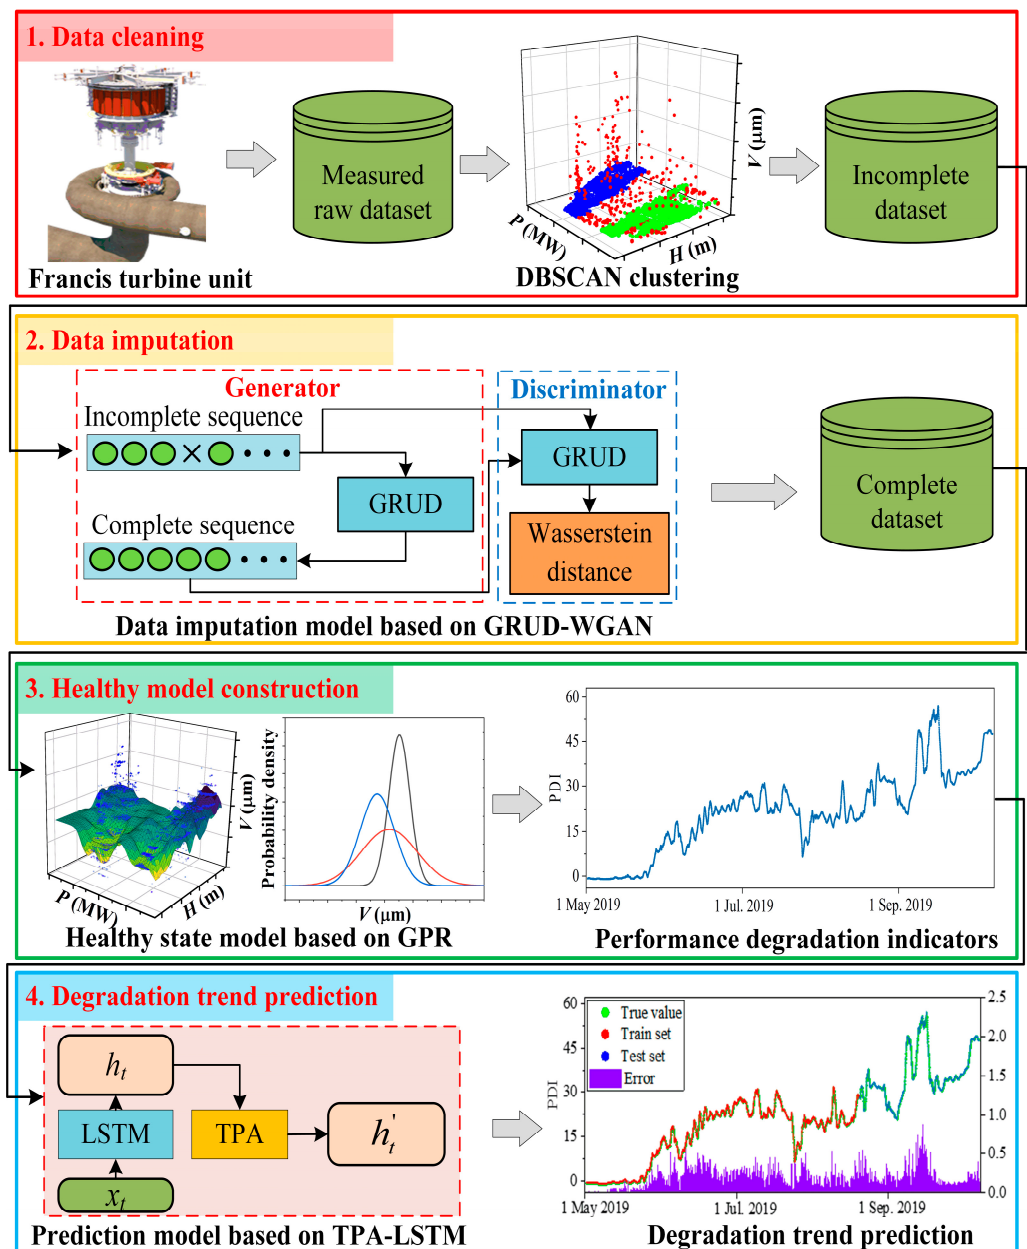 1. Data cleaning
Measured
raw dataset
V (μm)
P (MW)
H (m)
Incomplete
dataset
Francis turbine unit
DBSCAN clustering
2. Data imputation
Generator
Discriminator
Incomplete sequence
GRUD
GRUD
Complete sequence
Wasserstein
distance
Complete
dataset
Data imputation model based on GRUD-WGAN
3. Healthy model construction
V (μm)
P (MW)
H (m)
Probability density
V (μm)
PDI
60
45
30
15
0
1 May 2019
1 Jul. 2019
1 Sep. 2019
Healthy state model based on GPR
Performance degradation indicators
4. Degradation trend prediction
h_t
LSTM
TPA
h_t'
x_t
PDI
60
45
30
15
0
True value
Train set
Test set
Error
2.5
2.0
1.5
1.0
0.5
0.0
1 May 2019
1 Jul. 2019
1 Sep. 2019
Prediction model based on TPA-LSTM
Degradation trend prediction